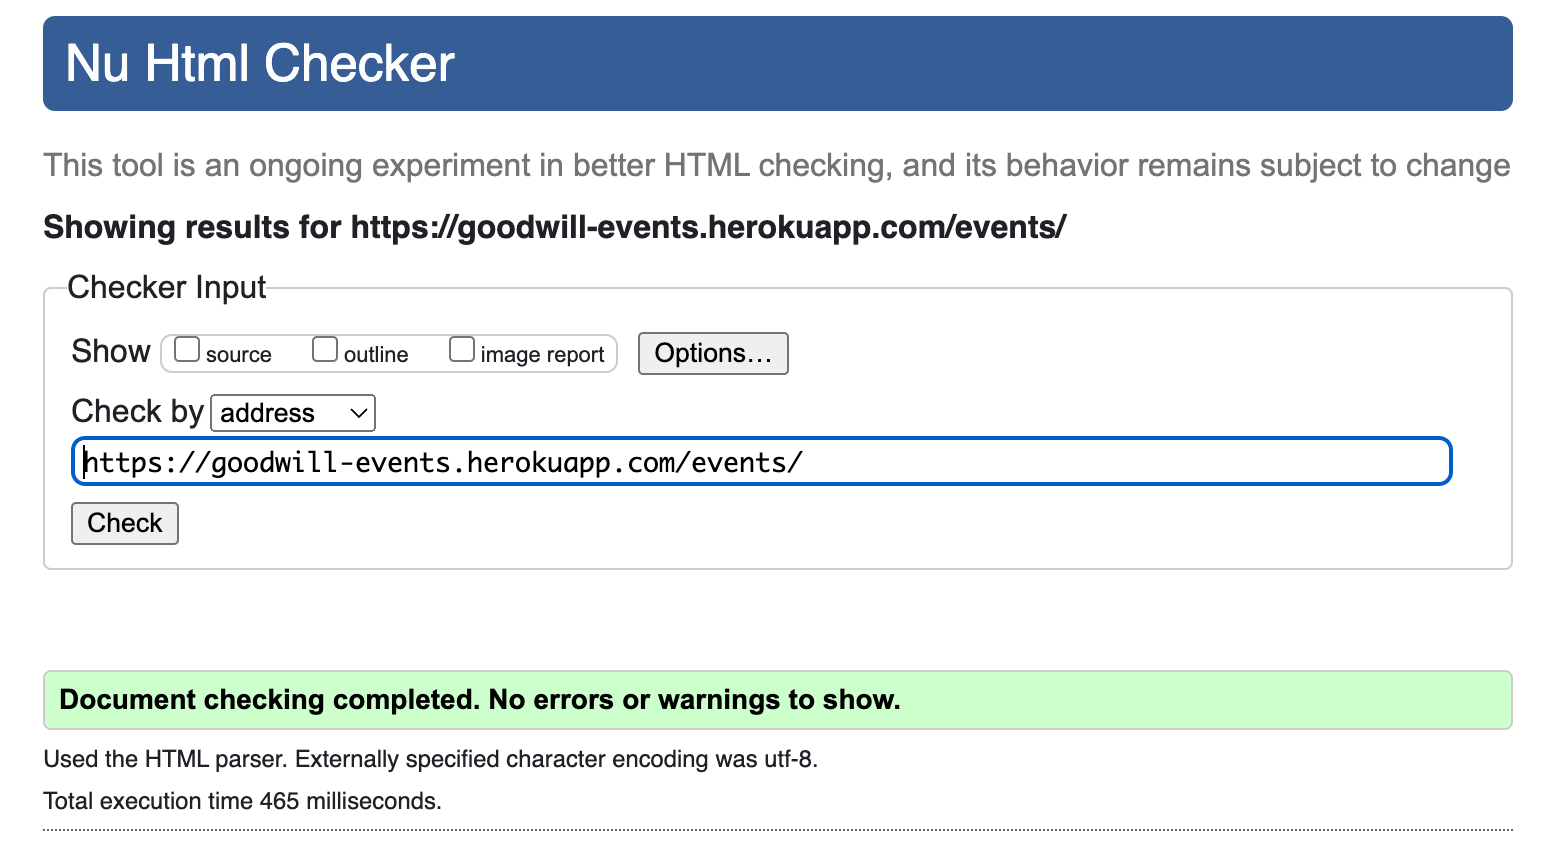 Nu Html Checker
This tool is an ongoing experiment in better HTML checking, and its behavior remains subject to change
Showing results for https://goodwill-events.herokuapp.com/events/
Checker Input
Show source outline image report Options...
Check by address
https://goodwill-events.herokuapp.com/events/
Check
Document checking completed. No errors or warnings to show.
Used the HTML parser. Externally specified character encoding was utf-8.
Total execution time 465 milliseconds.